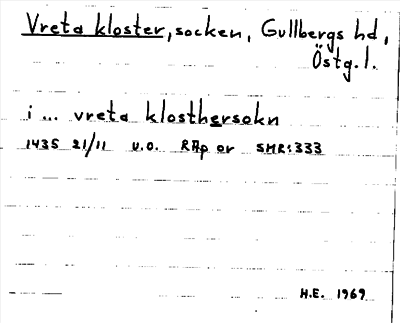 Vreta kloster, socken, Gullbergs hd,
Östg.l.
i ... vreta klosthersokn
1435 21/11 u.o. RAp or SMR:333
H.E. 1969